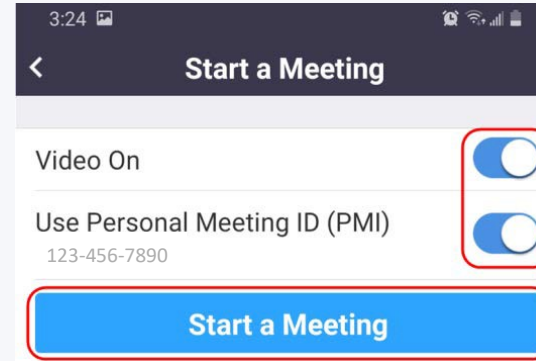 3:24
Start a Meeting
Video On
Use Personal Meeting ID (PMI)
123-456-7890
Start a Meeting